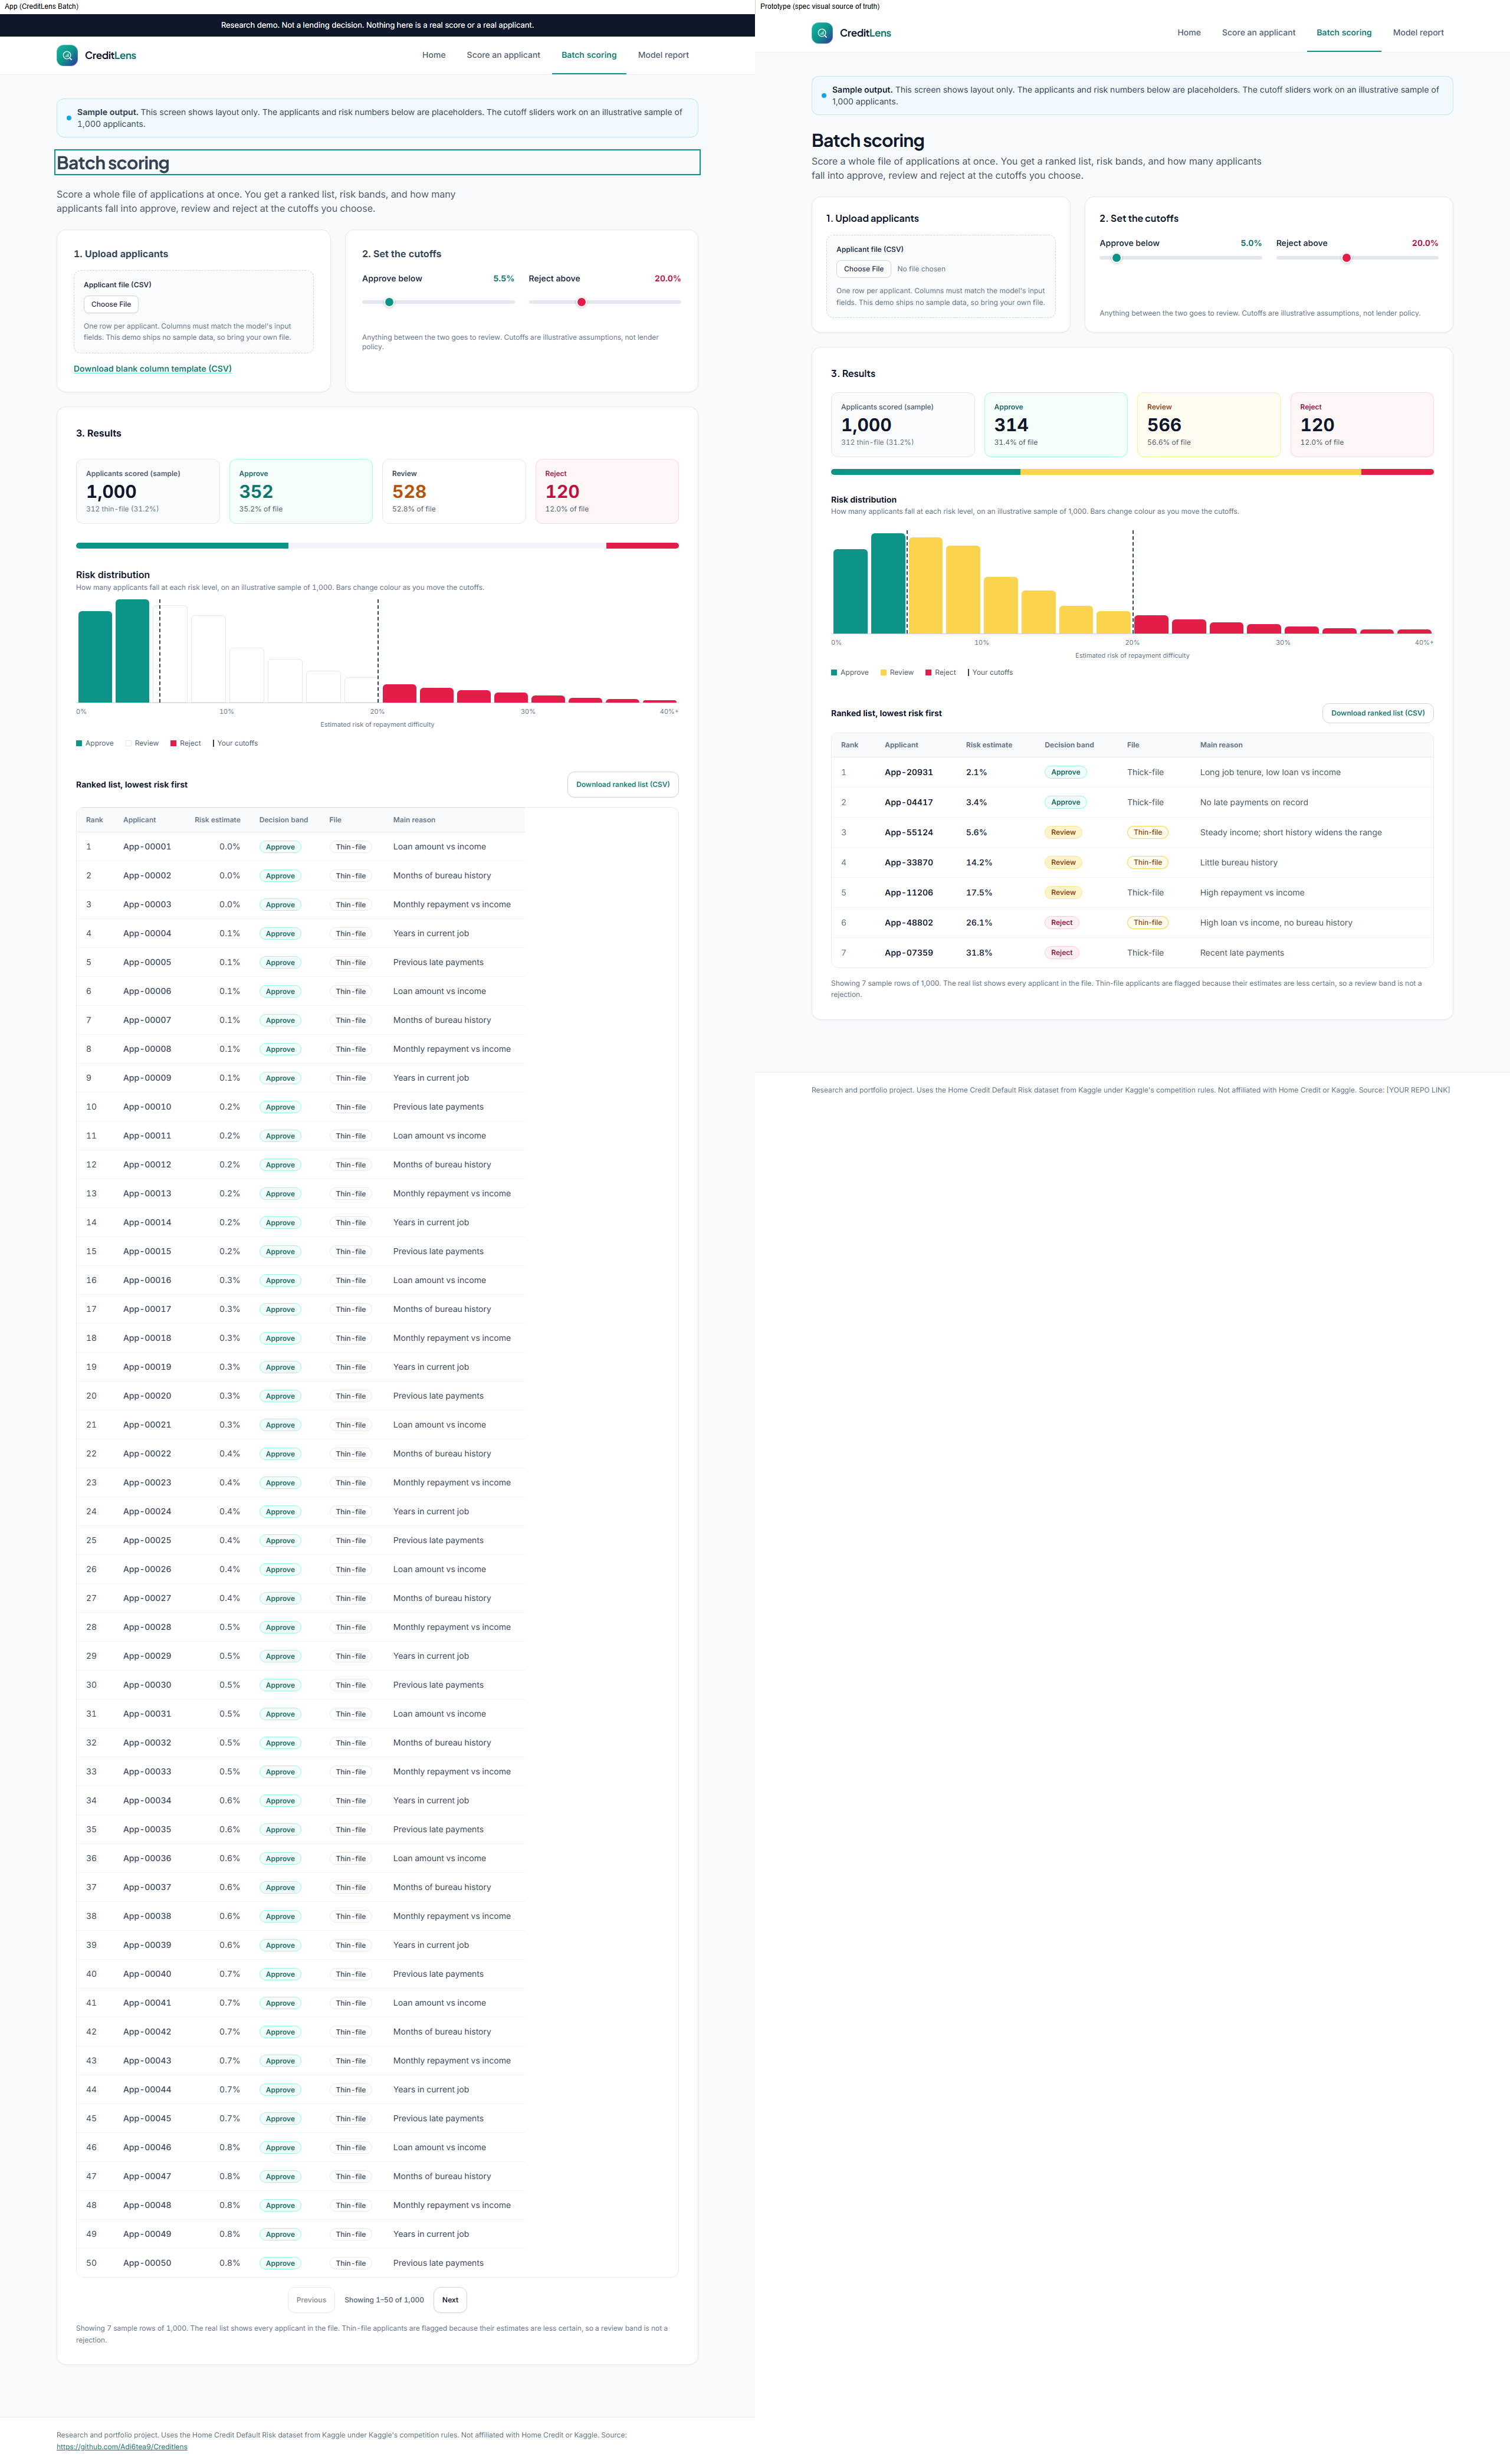 App (CreditLens Batch)
Research demo. Not a lending decision. Nothing here is a real score or a real applicant.
CreditLens
Home
Score an applicant
Batch scoring
Model report
Sample output. This screen shows layout only. The applicants and risk numbers below are placeholders. The cutoff sliders work on an illustrative sample of
1,000 applicants.
Batch scoring
Score a whole file of applications at once. You get a ranked list, risk bands, and how many
applicants fall into approve, review and reject at the cutoffs you choose.
1. Upload applicants
Applicant file (CSV)
Choose File
One row per applicant. Columns must match the model's input
fields. This demo ships no sample data, so bring your own file.
Download blank column template (CSV)
2. Set the cutoffs
Approve below 5.5%
Reject above 20.0%
Anything between the two goes to review. Cutoffs are illustrative assumptions, not lender
policy.
3. Results
Applicants scored (sample)
1,000
312 thin-file (31.2%)
Approve
352
35.2% of file
Review
528
52.8% of file
Reject
120
12.0% of file
Risk distribution
How many applicants fall at each risk level, on an illustrative sample of 1,000. Bars change colour as you move the cutoffs.
0% 10% 20% 30% 40%+
Estimated risk of repayment difficulty
Approve Review Reject Your cutoffs
Ranked list, lowest risk first
Download ranked list (CSV)
Rank Applicant Risk estimate Decision band File Main reason
1 App-00001 0.0% Approve Thin-file Loan amount vs income
2 App-00002 0.0% Approve Thin-file Months of bureau history
3 App-00003 0.0% Approve Thin-file Monthly repayment vs income
4 App-00004 0.1% Approve Thin-file Years in current job
5 App-00005 0.1% Approve Thin-file Previous late payments
6 App-00006 0.1% Approve Thin-file Loan amount vs income
7 App-00007 0.1% Approve Thin-file Months of bureau history
8 App-00008 0.1% Approve Thin-file Monthly repayment vs income
9 App-00009 0.1% Approve Thin-file Years in current job
10 App-00010 0.2% Approve Thin-file Previous late payments
11 App-00011 0.2% Approve Thin-file Loan amount vs income
12 App-00012 0.2% Approve Thin-file Months of bureau history
13 App-00013 0.2% Approve Thin-file Monthly repayment vs income
14 App-00014 0.2% Approve Thin-file Years in current job
15 App-00015 0.2% Approve Thin-file Previous late payments
16 App-00016 0.3% Approve Thin-file Loan amount vs income
17 App-00017 0.3% Approve Thin-file Months of bureau history
18 App-00018 0.3% Approve Thin-file Monthly repayment vs income
19 App-00019 0.3% Approve Thin-file Years in current job
20 App-00020 0.3% Approve Thin-file Previous late payments
21 App-00021 0.3% Approve Thin-file Loan amount vs income
22 App-00022 0.4% Approve Thin-file Months of bureau history
23 App-00023 0.4% Approve Thin-file Monthly repayment vs income
24 App-00024 0.4% Approve Thin-file Years in current job
25 App-00025 0.4% Approve Thin-file Previous late payments
26 App-00026 0.4% Approve Thin-file Loan amount vs income
27 App-00027 0.4% Approve Thin-file Months of bureau history
28 App-00028 0.5% Approve Thin-file Monthly repayment vs income
29 App-00029 0.5% Approve Thin-file Years in current job
30 App-00030 0.5% Approve Thin-file Previous late payments
31 App-00031 0.5% Approve Thin-file Loan amount vs income
32 App-00032 0.5% Approve Thin-file Months of bureau history
33 App-00033 0.5% Approve Thin-file Monthly repayment vs income
34 App-00034 0.6% Approve Thin-file Years in current job
35 App-00035 0.6% Approve Thin-file Previous late payments
36 App-00036 0.6% Approve Thin-file Loan amount vs income
37 App-00037 0.6% Approve Thin-file Months of bureau history
38 App-00038 0.6% Approve Thin-file Monthly repayment vs income
39 App-00039 0.6% Approve Thin-file Years in current job
40 App-00040 0.7% Approve Thin-file Previous late payments
41 App-00041 0.7% Approve Thin-file Loan amount vs income
42 App-00042 0.7% Approve Thin-file Months of bureau history
43 App-00043 0.7% Approve Thin-file Monthly repayment vs income
44 App-00044 0.7% Approve Thin-file Years in current job
45 App-00045 0.7% Approve Thin-file Previous late payments
46 App-00046 0.8% Approve Thin-file Loan amount vs income
47 App-00047 0.8% Approve Thin-file Months of bureau history
48 App-00048 0.8% Approve Thin-file Monthly repayment vs income
49 App-00049 0.8% Approve Thin-file Years in current job
50 App-00050 0.8% Approve Thin-file Previous late payments
Previous Showing 1–50 of 1,000 Next
Showing 7 sample rows of 1,000. The real list shows every applicant in the file. Thin-file applicants are flagged because their estimates are less certain, so a review band is not a
rejection.
Research and portfolio project. Uses the Home Credit Default Risk dataset from Kaggle under Kaggle's competition rules. Not affiliated with Home Credit or Kaggle. Source:
https://github.com/Adi6tea9/Creditlens
Prototype (spec visual source of truth)
CreditLens
Home
Score an applicant
Batch scoring
Model report
Sample output. This screen shows layout only. The applicants and risk numbers below are placeholders. The cutoff sliders work on an illustrative sample of
1,000 applicants.
Batch scoring
Score a whole file of applications at once. You get a ranked list, risk bands, and how many applicants
fall into approve, review and reject at the cutoffs you choose.
1. Upload applicants
Applicant file (CSV)
Choose File No file chosen
One row per applicant. Columns must match the model's input
fields. This demo ships no sample data, so bring your own file.
2. Set the cutoffs
Approve below 5.0%
Reject above 20.0%
Anything between the two goes to review. Cutoffs are illustrative assumptions, not lender policy.
3. Results
Applicants scored (sample)
1,000
312 thin-file (31.2%)
Approve
314
31.4% of file
Review
566
56.6% of file
Reject
120
12.0% of file
Risk distribution
How many applicants fall at each risk level, on an illustrative sample of 1,000. Bars change colour as you move the cutoffs.
0% 10% 20% 30% 40%+
Estimated risk of repayment difficulty
Approve Review Reject Your cutoffs
Ranked list, lowest risk first
Download ranked list (CSV)
Rank Applicant Risk estimate Decision band File Main reason
1 App-20931 2.1% Approve Thick-file Long job tenure, low loan vs income
2 App-04417 3.4% Approve Thick-file No late payments on record
3 App-55124 5.6% Review Thin-file Steady income; short history widens the range
4 App-33870 14.2% Review Thin-file Little bureau history
5 App-11206 17.5% Review Thick-file High repayment vs income
6 App-48802 26.1% Reject Thin-file High loan vs income, no bureau history
7 App-07359 31.8% Reject Thick-file Recent late payments
Showing 7 sample rows of 1,000. The real list shows every applicant in the file. Thin-file applicants are flagged because their estimates are less certain, so a review band is not a
rejection.
Research and portfolio project. Uses the Home Credit Default Risk dataset from Kaggle under Kaggle's competition rules. Not affiliated with Home Credit or Kaggle. Source: [YOUR REPO LINK]